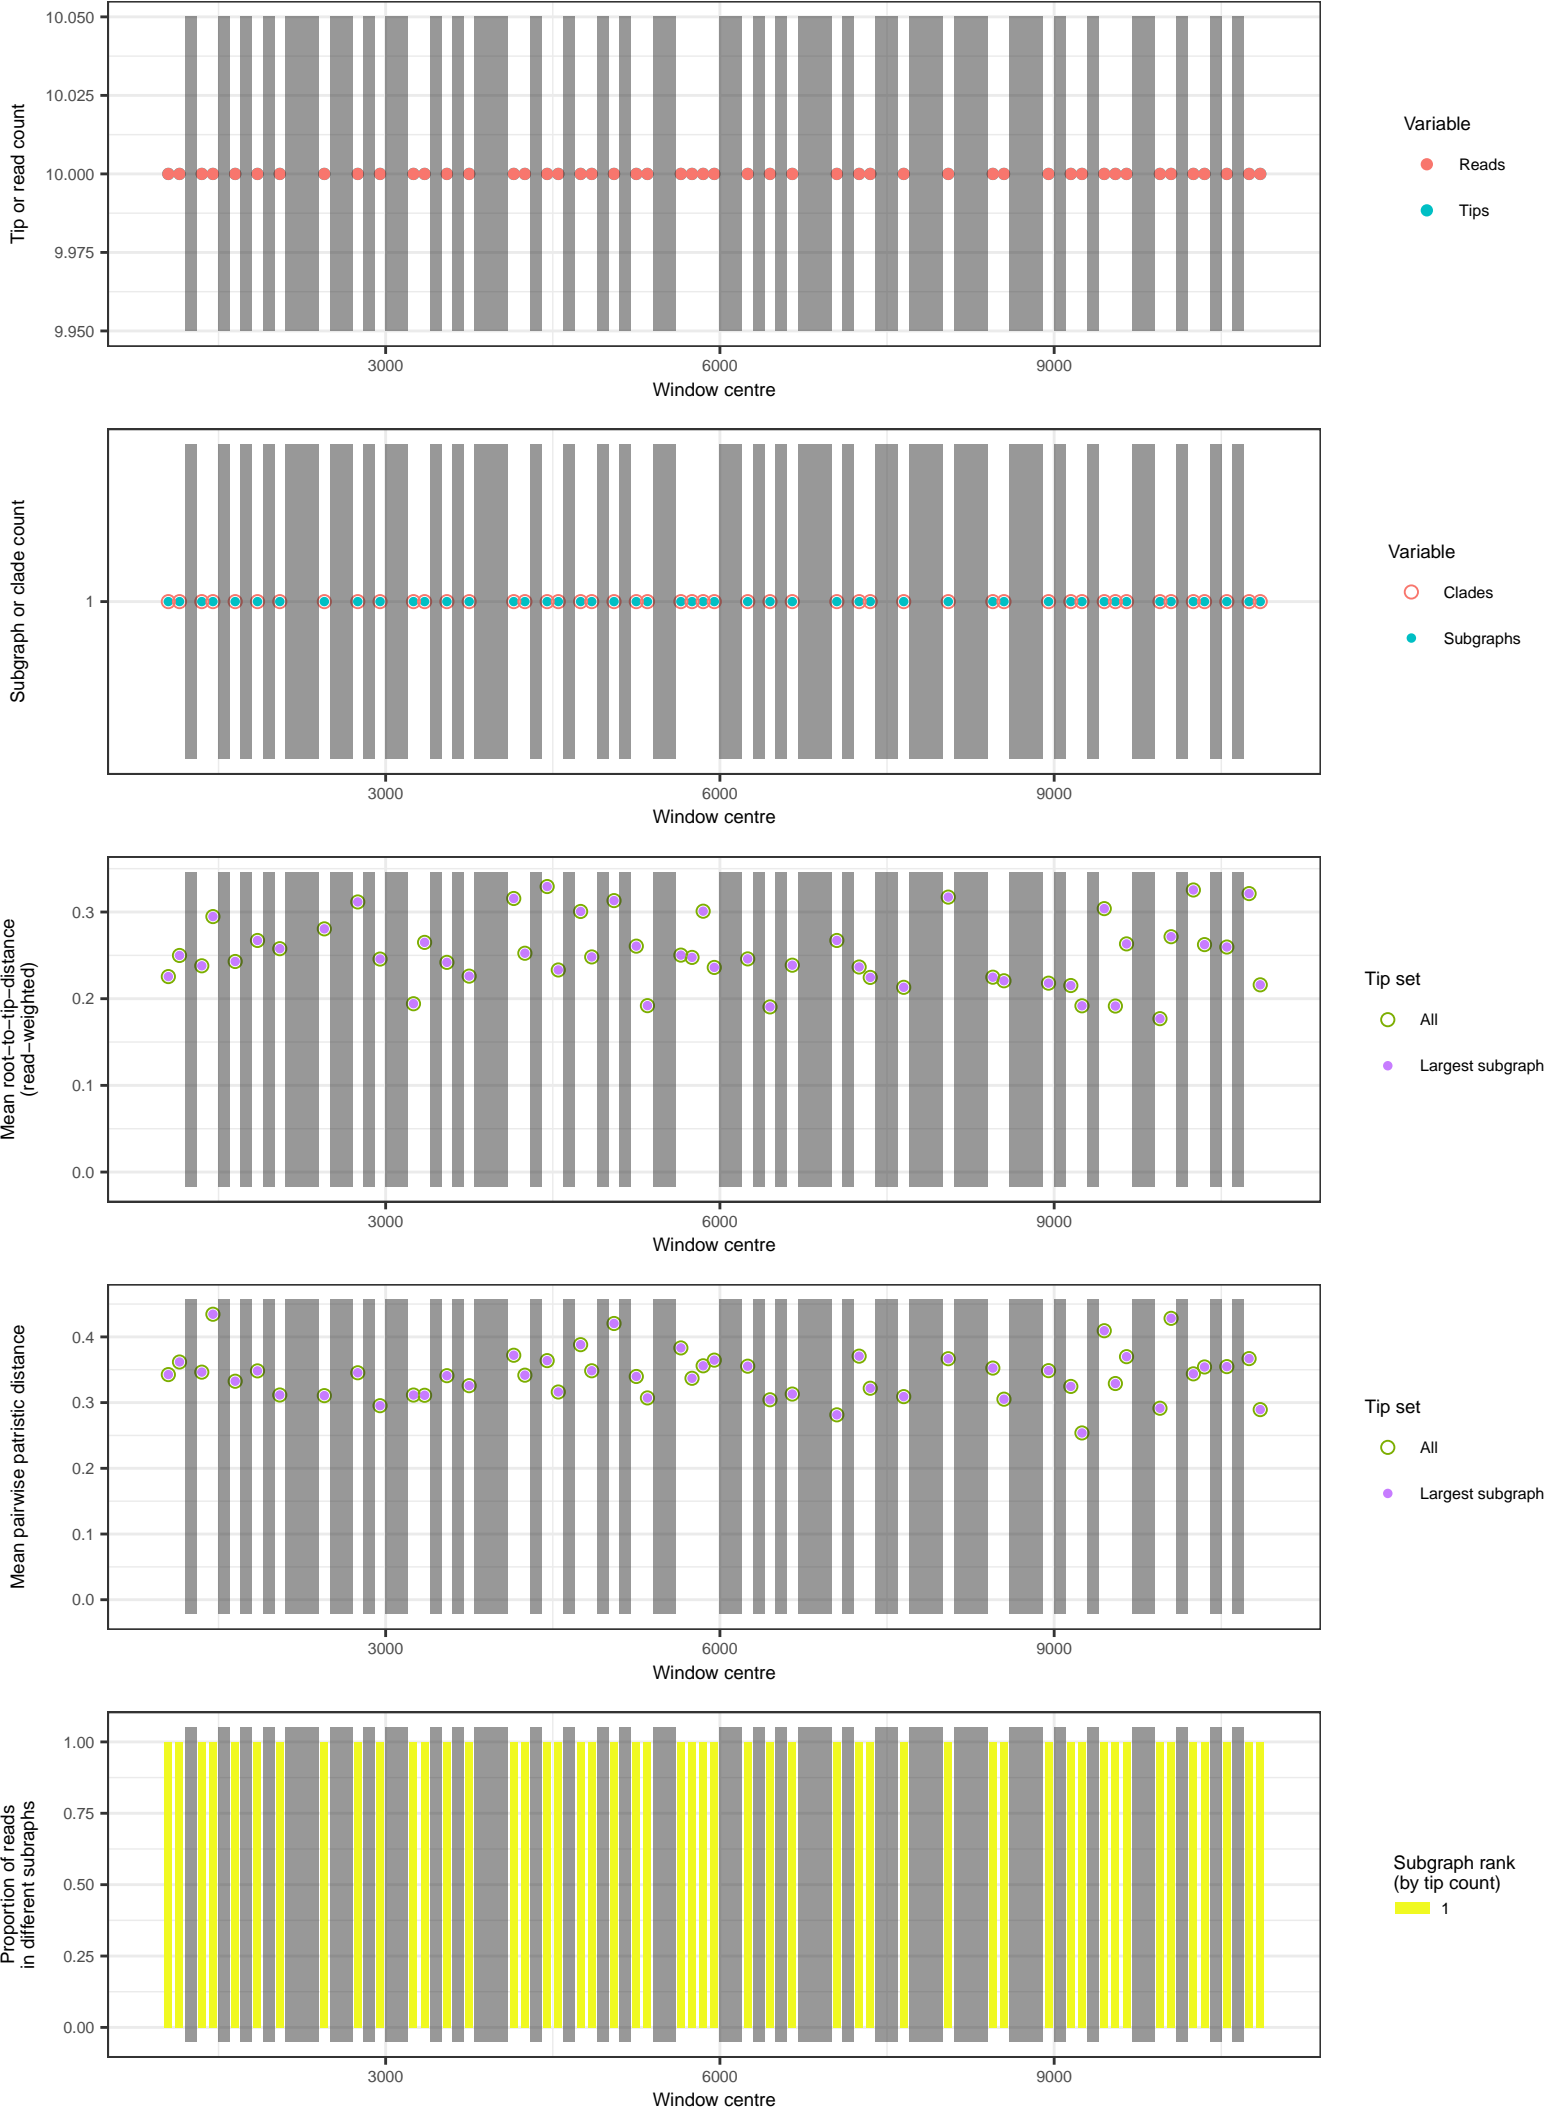 10.050
10.025
10.000
9.975
9.950
Tip or read count
3000
6000
9000
Window centre
Variable
Reads
Tips
1
Subgraph or clade count
3000
6000
9000
Window centre
Variable
Clades
Subgraphs
0.3
0.2
0.1
0.0
Mean root−to−tip−distance
(read−weighted)
3000
6000
9000
Window centre
Tip set
All
Largest subgraph
0.4
0.3
0.2
0.1
0.0
Mean pairwise patristic distance
3000
6000
9000
Window centre
Tip set
All
Largest subgraph
1.00
0.75
0.50
0.25
0.00
Proportion of reads
in different subraphs
3000
6000
9000
Window centre
Subgraph rank
(by tip count)
1